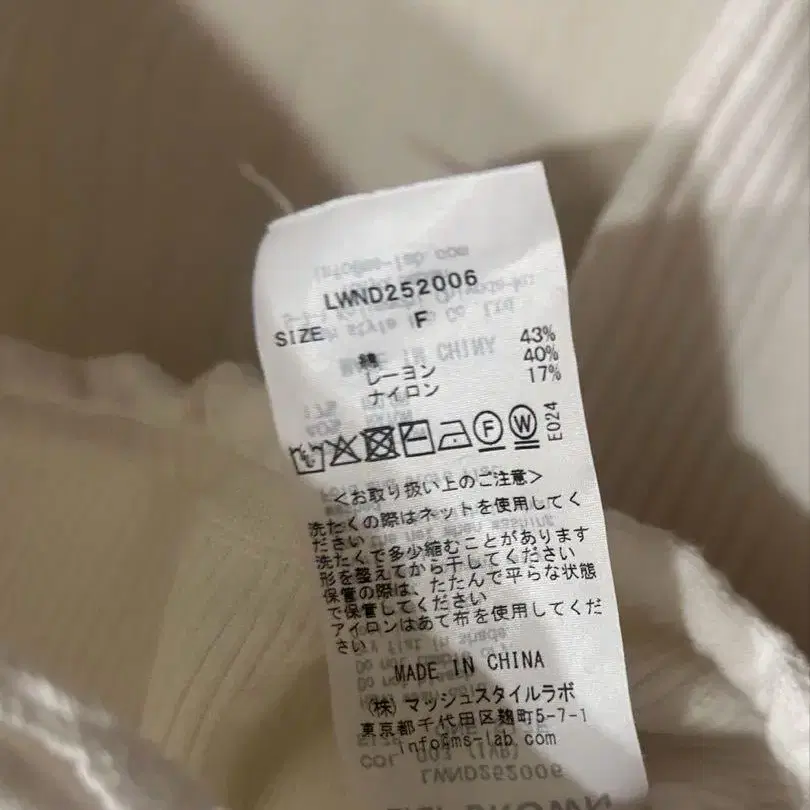 LWND252006
SIZE F
綿 43%
レーヨン 40%
ナイロン 17%
F W E024
<お取り扱い上のご注意>
洗たくの際はネットを使用してく
ださい
洗たくで多少縮むことがあります
形を整えてから干してください
保管の際は、たたんで平らな状態
で保管してください
アイロンはあて布を使用してくだ
さい
MADE IN CHINA
(株)マッシュスタイルラボ
東京都千代田区麹町5-7-1
info@ms-lab.com